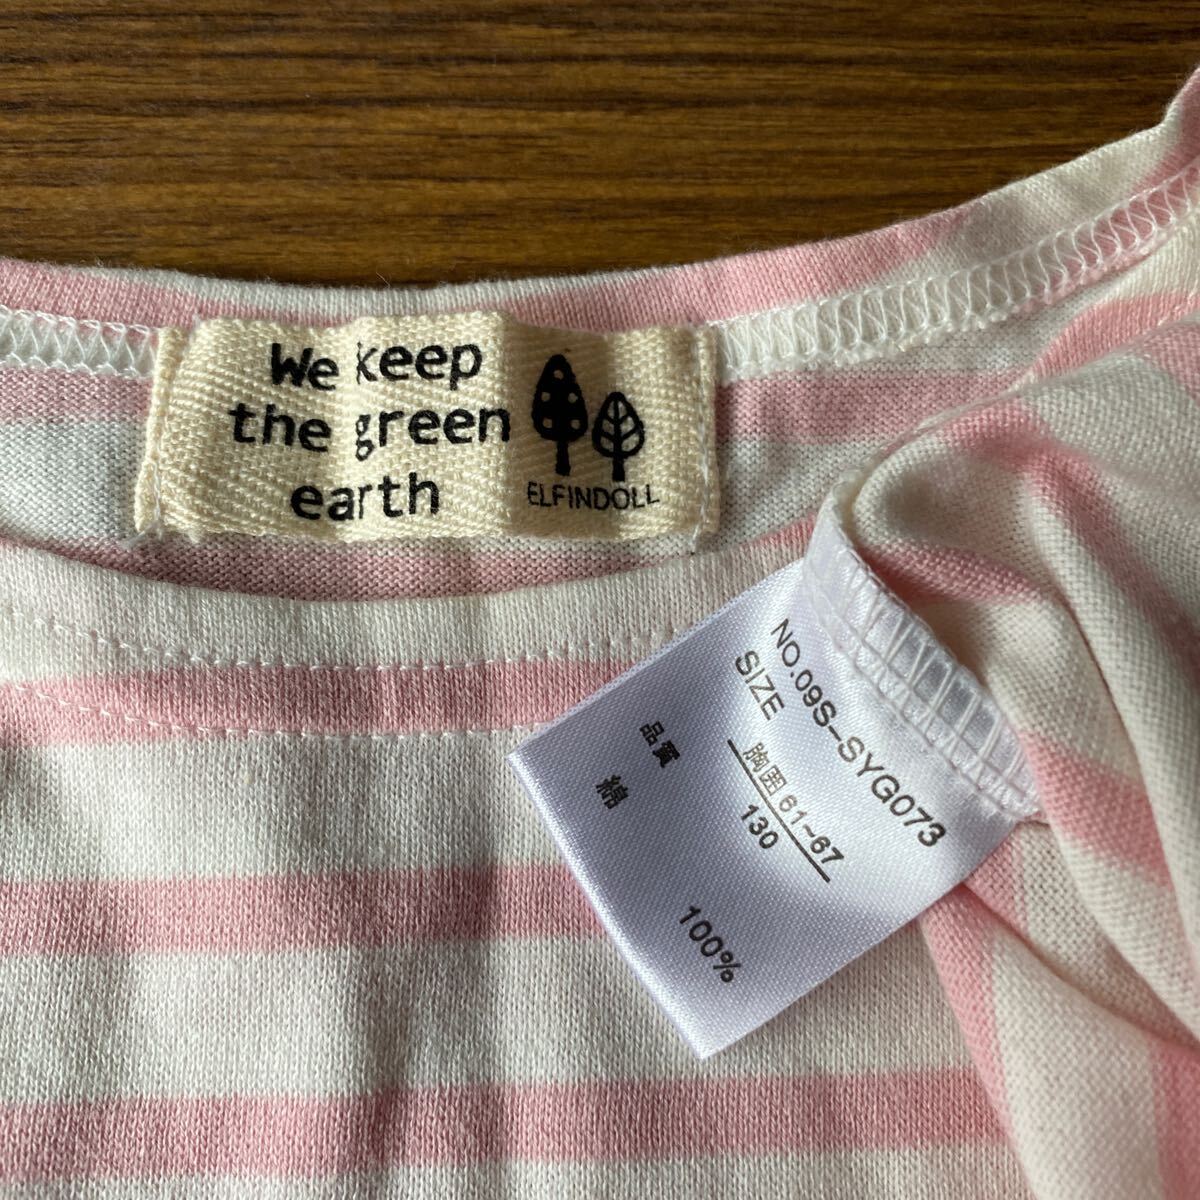 We keep
the green
earth
ELFINDOLL
NO.09S-SYG073
SIZE 胸囲 61~67
130
品質 綿 100%